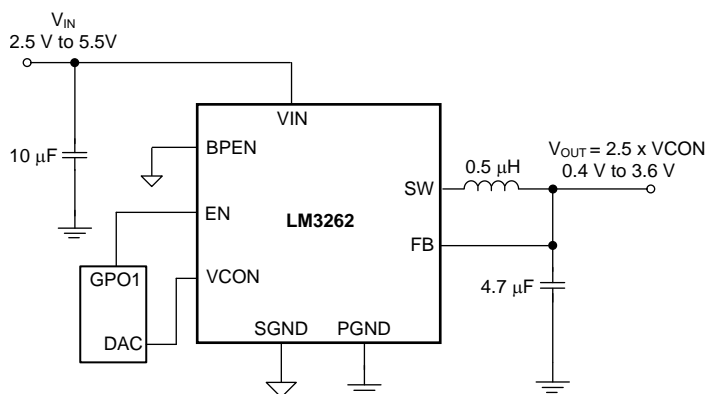 VIN
2.5 V to 5.5V
VIN
10 μF
BPEN
0.5 μH
VOUT = 2.5 x VCON
0.4 V to 3.6 V
SW
EN
LM3262
FB
GPO1
VCON
4.7 μF
DAC
SGND
PGND